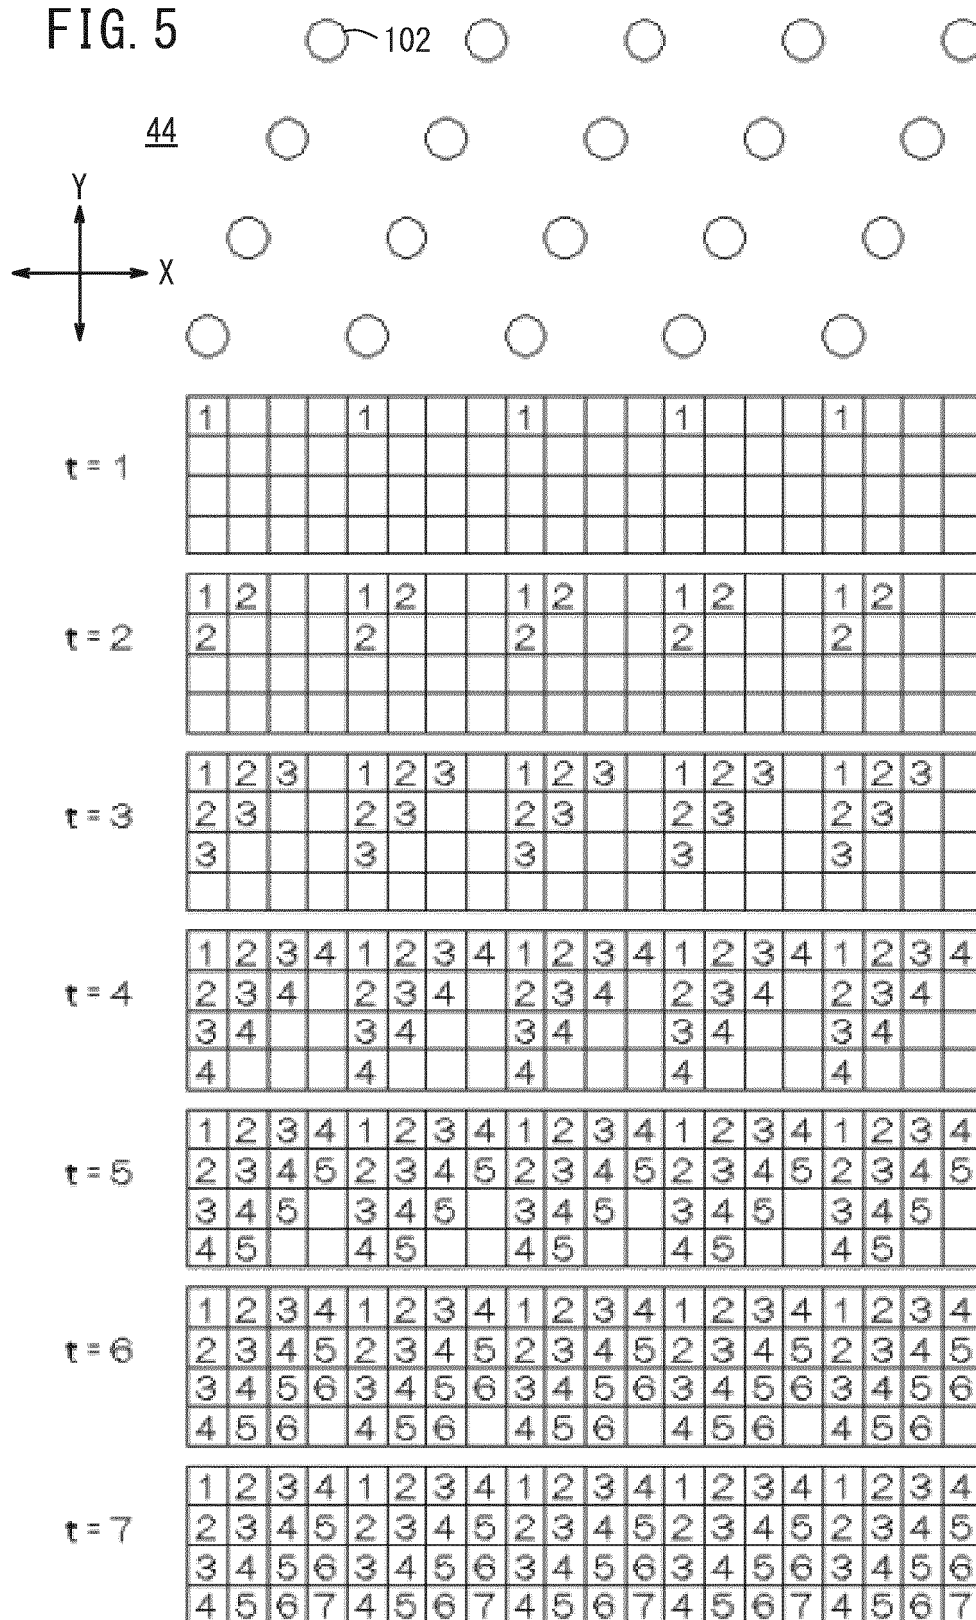 FIG. 5
102
44
Y
X
t = 1
1 1 1 1 1
t = 2
1 2 1 2 1 2 1 2 1 2
2 2 2 2 2
t = 3
1 2 3 1 2 3 1 2 3 1 2 3 1 2 3
2 3 2 3 2 3 2 3 2 3
3 3 3 3 3
t = 4
1 2 3 4 1 2 3 4 1 2 3 4 1 2 3 4 1 2 3 4
2 3 4 2 3 4 2 3 4 2 3 4 2 3 4
3 4 3 4 3 4 3 4 3 4
4 4 4 4 4
t = 5
1 2 3 4 1 2 3 4 1 2 3 4 1 2 3 4 1 2 3 4
2 3 4 5 2 3 4 5 2 3 4 5 2 3 4 5 2 3 4 5
3 4 5 3 4 5 3 4 5 3 4 5 3 4 5
4 5 4 5 4 5 4 5 4 5
t = 6
1 2 3 4 1 2 3 4 1 2 3 4 1 2 3 4 1 2 3 4
2 3 4 5 2 3 4 5 2 3 4 5 2 3 4 5 2 3 4 5
3 4 5 6 3 4 5 6 3 4 5 6 3 4 5 6 3 4 5 6
4 5 6 4 5 6 4 5 6 4 5 6 4 5 6
t = 7
1 2 3 4 1 2 3 4 1 2 3 4 1 2 3 4 1 2 3 4
2 3 4 5 2 3 4 5 2 3 4 5 2 3 4 5 2 3 4 5
3 4 5 6 3 4 5 6 3 4 5 6 3 4 5 6 3 4 5 6
4 5 6 7 4 5 6 7 4 5 6 7 4 5 6 7 4 5 6 7